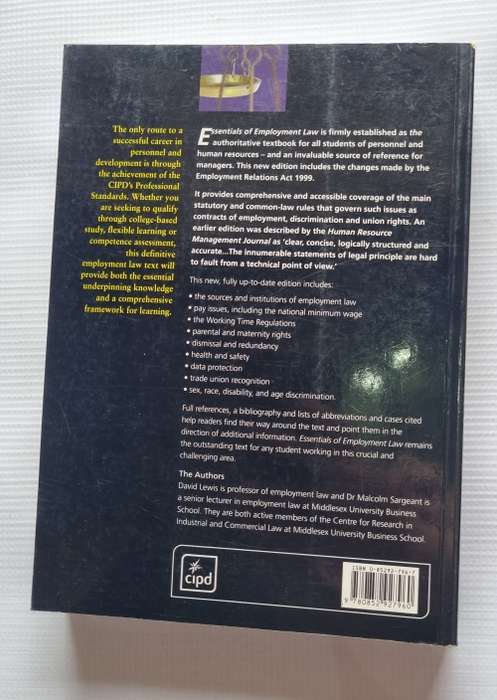 The only route to a
successful career in
personnel and
development is through
the achievement of the
CIPD's Professional
Standards. Whether you
are seeking to qualify
through college-based
study, flexible learning or
competence assessment,
this definitive
employment law text will
provide both the essential
underpinning knowledge
and a comprehensive
framework for learning.
Essentials of Employment Law is firmly established as the
authoritative textbook for all students of personnel and
human resources – and an invaluable source of reference for
managers. This new edition includes the changes made by the
Employment Relations Act 1999.
It provides comprehensive and accessible coverage of the main
statutory and common-law rules that govern such issues as
contracts of employment, discrimination and union rights. An
earlier edition was described by the Human Resource
Management Journal as 'clear, concise, logically structured and
accurate...The innumerable statements of legal principle are hard
to fault from a technical point of view.'
This new, fully up-to-date edition includes:
• the sources and institutions of employment law
• pay issues, including the national minimum wage
• the Working Time Regulations
• parental and maternity rights
• dismissal and redundancy
• health and safety
• data protection
• trade union recognition
• sex, race, disability, and age discrimination.
Full references, a bibliography and lists of abbreviations and cases cited
help readers find their way around the text and point them in the
direction of additional information. Essentials of Employment Law remains
the outstanding text for any student working in this crucial and
challenging area.
The Authors
David Lewis is professor of employment law and Dr Malcolm Sargeant is
a senior lecturer in employment law at Middlesex University Business
School. They are both active members of the Centre for Research in
Industrial and Commercial Law at Middlesex University Business School.
cipd
ISBN 0-85292-796-7
9 780852 927960